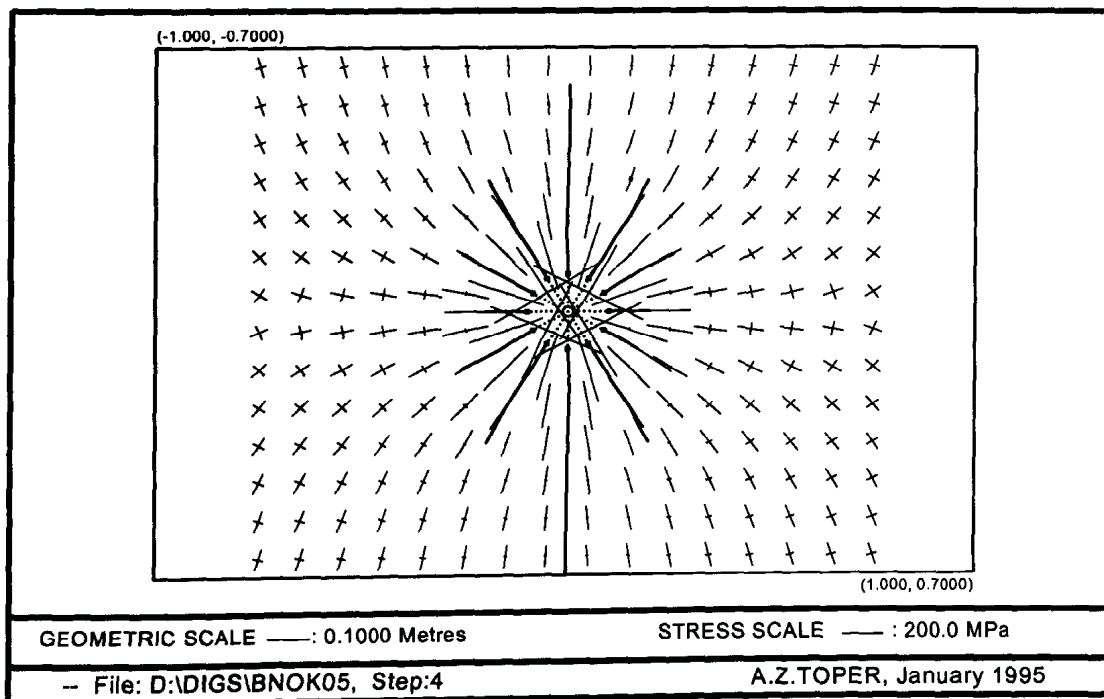 (-1.000, -0.7000)
(1.000, 0.7000)
GEOMETRIC SCALE ——: 0.1000 Metres
STRESS SCALE —— : 200.0 MPa
-- File: D:\DIGS\BNOK05, Step:4
A.Z.TOPER, January 1995